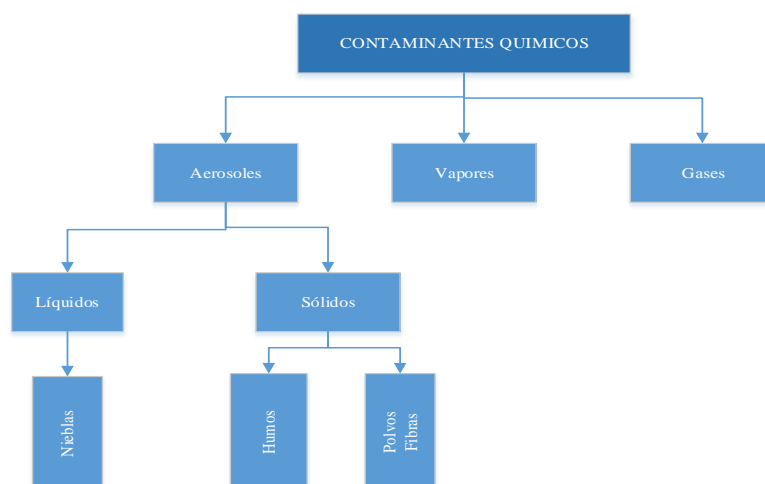 CONTAMINANTES QUIMICOS
Aerosoles
Vapores
Gases
Líquidos
Sólidos
Nieblas
Humos
Polvos
Fibras